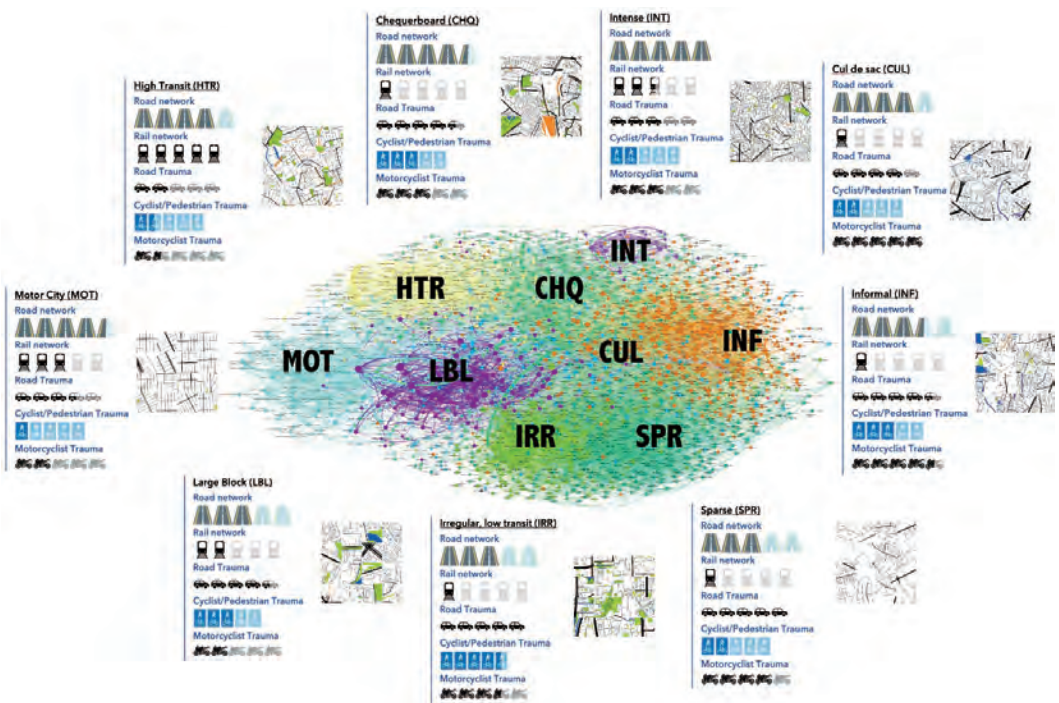 Chequerboard (CHQ)
Road network
Rail network
Road Trauma
Cyclist/Pedestrian Trauma
Motorcyclist Trauma
Intense (INT)
Road network
Rail network
Road Trauma
Cyclist/Pedestrian Trauma
Motorcyclist Trauma
High Transit (HTR)
Road network
Rail network
Road Trauma
Cyclist/Pedestrian Trauma
Motorcyclist Trauma
Cul de sac (CUL)
Road network
Rail network
Road Trauma
Cyclist/Pedestrian Trauma
Motorcyclist Trauma
Motor City (MOT)
Road network
Rail network
Road Trauma
Cyclist/Pedestrian Trauma
Motorcyclist Trauma
INT
HTR
CHQ
MOT
LBL
CUL
INF
IRR
SPR
Informal (INF)
Road network
Rail network
Road Trauma
Cyclist/Pedestrian Trauma
Motorcyclist Trauma
Large Block (LBL)
Road network
Rail network
Road Trauma
Cyclist/Pedestrian Trauma
Motorcyclist Trauma
Irregular, low transit (IRR)
Road network
Rail network
Road Trauma
Cyclist/Pedestrian Trauma
Motorcyclist Trauma
Sparse (SPR)
Road network
Rail network
Road Trauma
Cyclist/Pedestrian Trauma
Motorcyclist Trauma